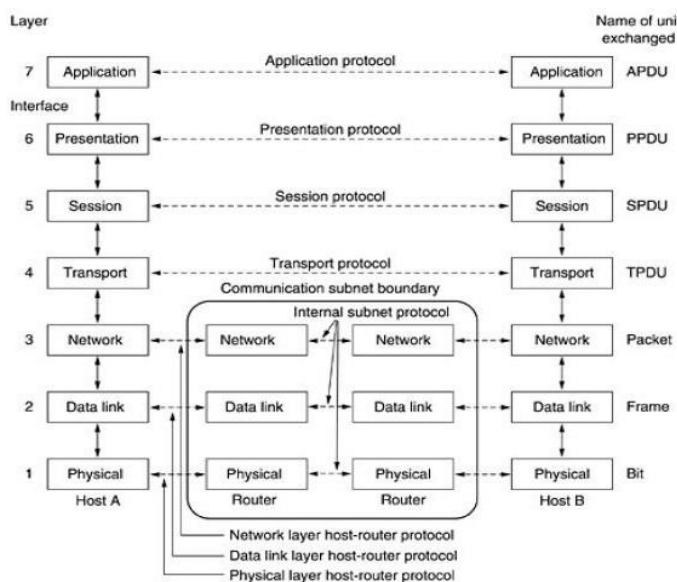 Layer
Name of uni
exchanged
7 Application Application protocol Application APDU
Interface
6 Presentation Presentation protocol Presentation PPDU
5 Session Session protocol Session SPDU
4 Transport Transport protocol Transport TPDU
Communication subnet boundary
Internal subnet protocol
3 Network Network Network Network Packet
2 Data link Data link Data link Data link Frame
1 Physical Physical Physical Physical Bit
Host A Router Router Host B
Network layer host-router protocol
Data link layer host-router protocol
Physical layer host-router protocol